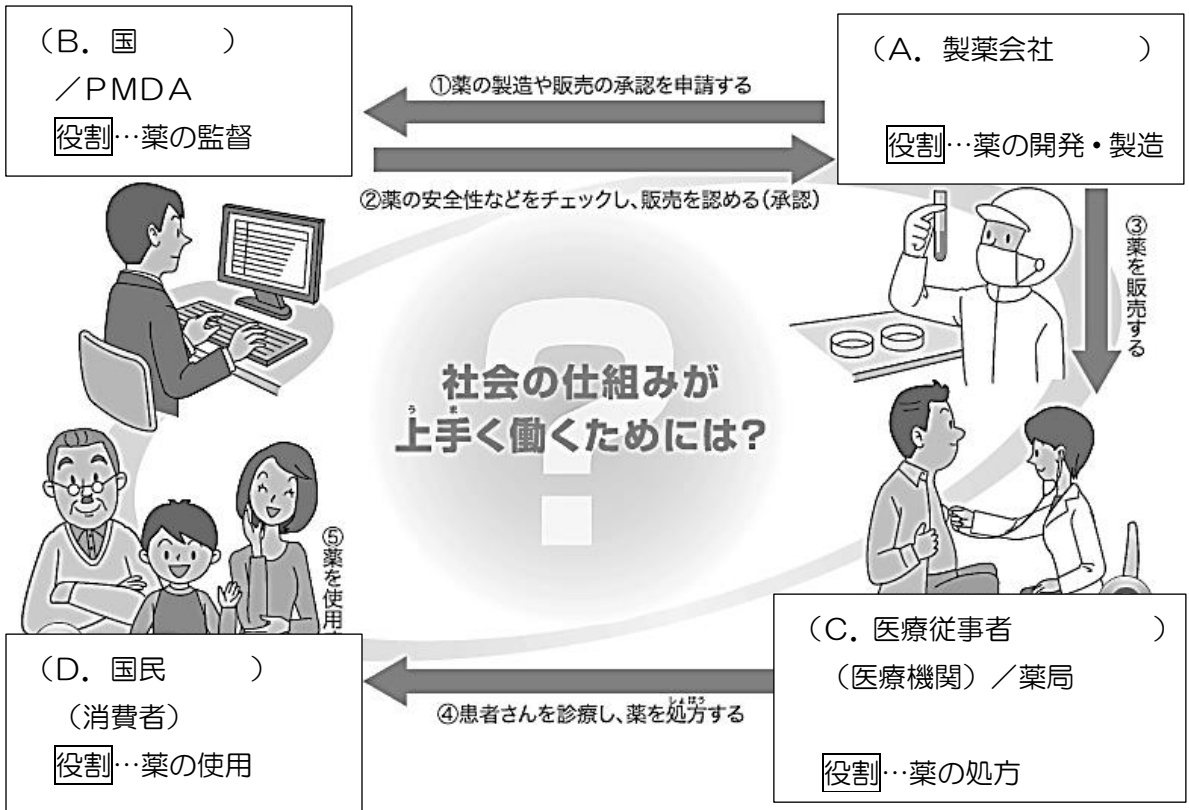 （B．国　　　）
／PMDA
役割…薬の監督
（A．製薬会社　　　）
役割…薬の開発・製造
①薬の製造や販売の承認を申請する
②薬の安全性などをチェックし、販売を認める（承認）
③薬を販売する
社会の仕組みが
上手く働くためには？
うま
⑤薬を使用
（D．国民　　　）
（消費者）
役割…薬の使用
④患者さんを診療し、薬を処方する
しょほう
（C．医療従事者　　　）
（医療機関）／薬局
役割…薬の処方